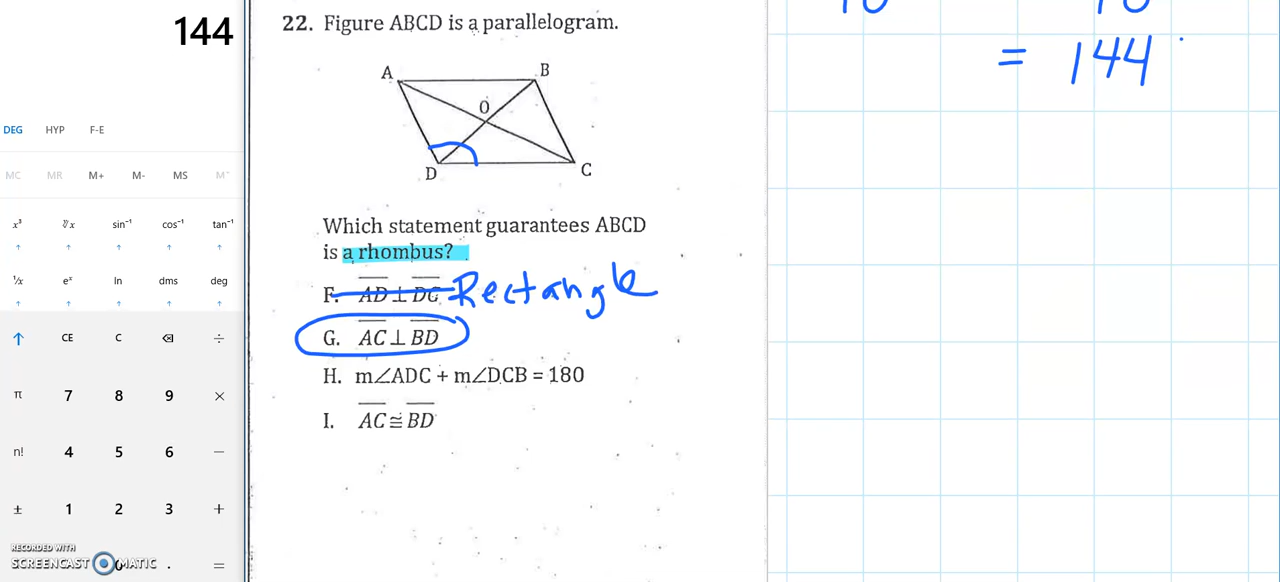 144
DEG HYP F-E
MC MR M+ M- MS M˅
x³ ʸ√x sin⁻¹ cos⁻¹ tan⁻¹
↑ ↑ ↑ ↑ ↑
¹/x eˣ ln dms deg
↑ ↑ ↑ ↑ ↑
↑ CE C ⌫ ÷
π 7 8 9 ×
n! 4 5 6 −
± 1 2 3 +
0 . =
RECORDED WITH
SCREENCAST MATIC
22. Figure ABCD is a parallelogram.
A B
O
D C
Which statement guarantees ABCD
is a rhombus?
F. AD ⊥ DC Rectangle
G. AC ⊥ BD
H. m∠ADC + m∠DCB = 180
I. AC ≅ BD
= 144